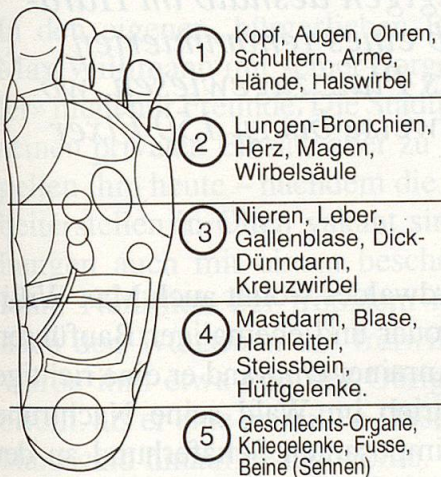 1
Kopf, Augen, Ohren,
Schultern, Arme,
Hände, Halswirbel
2
Lungen-Bronchien,
Herz, Magen,
Wirbelsäule
3
Nieren, Leber,
Gallenblase, Dick-
Dünndarm,
Kreuzwirbel
4
Mastdarm Blase,
Harnleiter,
Steissbein,
Hüftgelenke.
5
Geschlechts-Organe,
Kniegelenke, Füsse,
Beine (Sehnen)